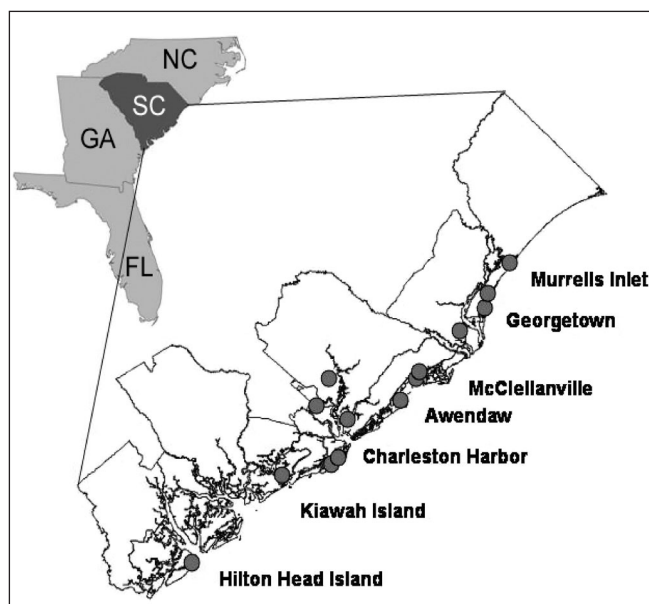 NC
SC
GA
FL
Murrells Inlet
Georgetown
McClellanville
Awendaw
Charleston Harbor
Kiawah Island
Hilton Head Island